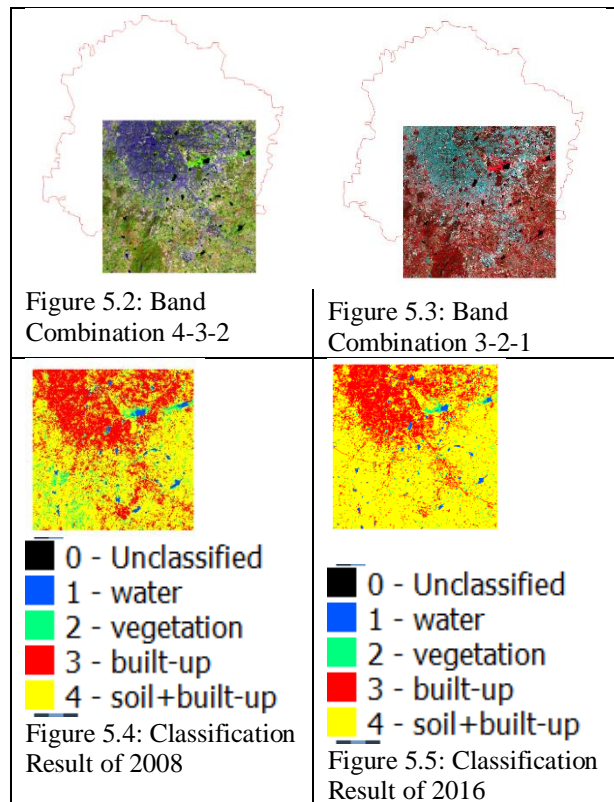 Figure 5.2: Band
Combination 4-3-2
Figure 5.3: Band
Combination 3-2-1
0 - Unclassified
1 - water
2 - vegetation
3 - built-up
4 - soil+built-up
Figure 5.4: Classification
Result of 2008
0 - Unclassified
1 - water
2 - vegetation
3 - built-up
4 - soil+built-up
Figure 5.5: Classification
Result of 2016